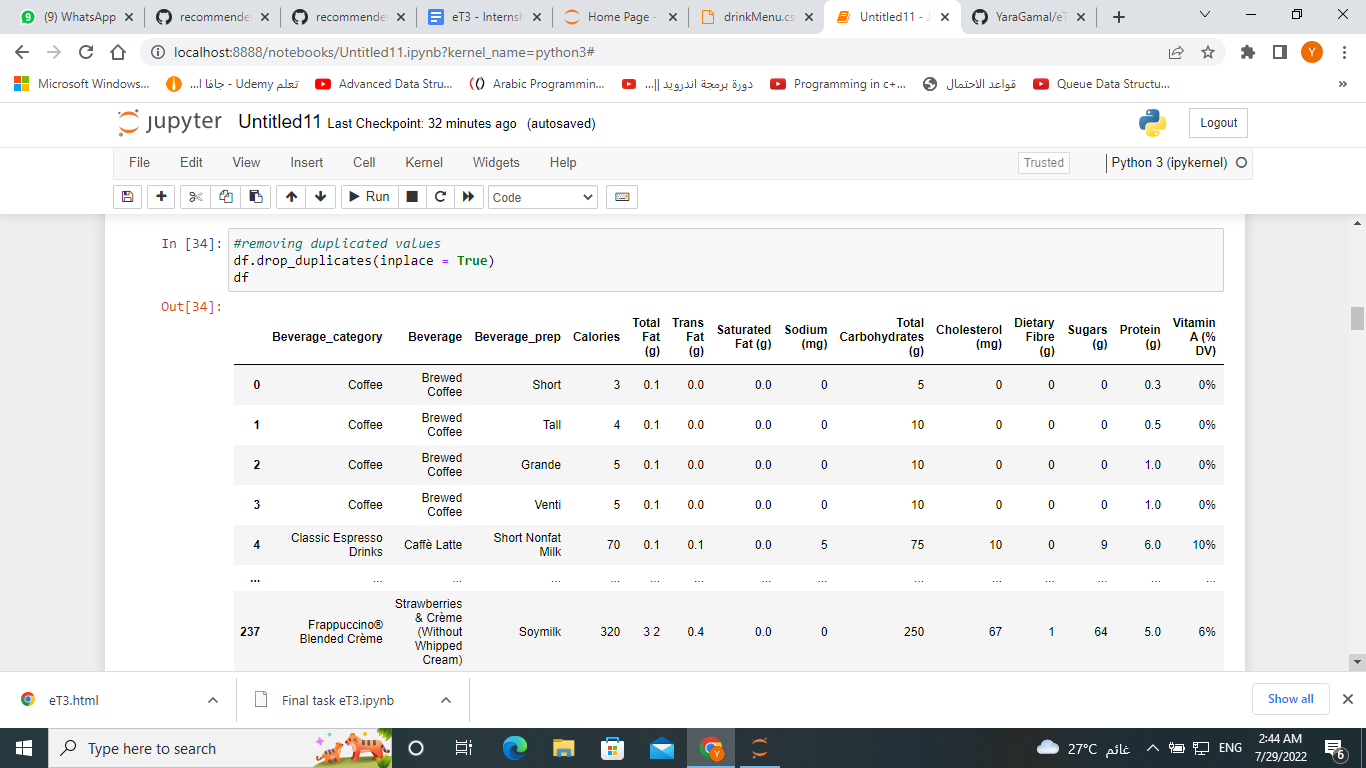 (9) WhatsApp
recommende
recommende
eT3 - Internsh
Home Page -
drinkMenu.cs
Untitled11 - J
YaraGamal/eT
localhost:8888/notebooks/Untitled11.ipynb?kernel_name=python3#
Y
Microsoft Windows...
تعلم Udemy - جافا ا...
Advanced Data Stru...
Arabic Programmin...
دورة برمجة اندرويد ||...
Programming in c+...
قواعد الاحتمال
Queue Data Structu...
»
jupyter Untitled11 Last Checkpoint: 32 minutes ago (autosaved)
Logout
File Edit View Insert Cell Kernel Widgets Help
Trusted
Python 3 (ipykernel)
Run
Code
In [34]: #removing duplicated values
df.drop_duplicates(inplace = True)
df
Out[34]:
Beverage_category Beverage Beverage_prep Calories Total Fat (g) Trans Fat (g) Saturated Fat (g) Sodium (mg) Total Carbohydrates (g) Cholesterol (mg) Dietary Fibre (g) Sugars (g) Protein (g) Vitamin A (% DV)
0 Coffee Brewed Coffee Short 3 0.1 0.0 0.0 0 5 0 0 0 0.3 0%
1 Coffee Brewed Coffee Tall 4 0.1 0.0 0.0 0 10 0 0 0 0.5 0%
2 Coffee Brewed Coffee Grande 5 0.1 0.0 0.0 0 10 0 0 0 1.0 0%
3 Coffee Brewed Coffee Venti 5 0.1 0.0 0.0 0 10 0 0 0 1.0 0%
4 Classic Espresso Drinks Caffè Latte Short Nonfat Milk 70 0.1 0.1 0.0 5 75 10 0 9 6.0 10%
... ... ... ... ... ... ... ... ... ... ... ... ... ... ...
237 Frappuccino® Blended Crème Strawberries & Crème (Without Whipped Cream) Soymilk 320 3 2 0.4 0.0 0 250 67 1 64 5.0 6%
eT3.html
Final task eT3.ipynb
Show all
Type here to search
27°C غائم
ENG
2:44 AM
7/29/2022
6